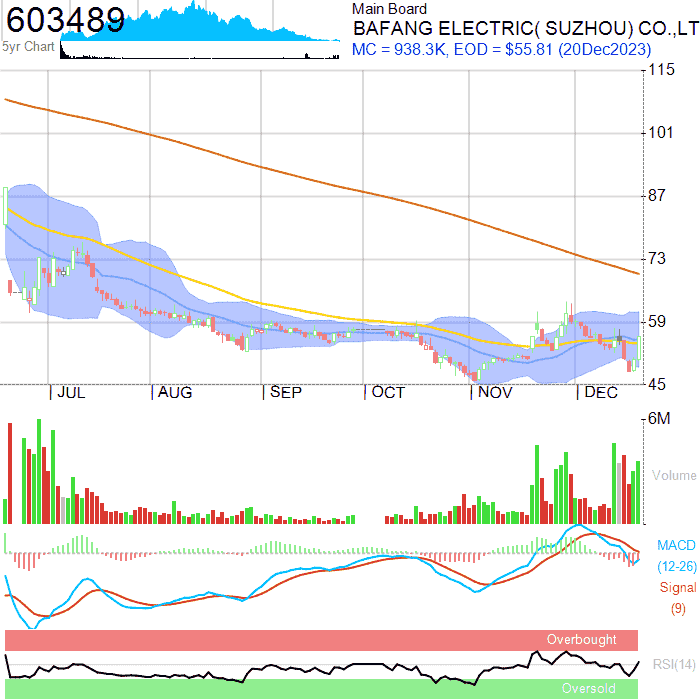 603489
5yr Chart
Main Board
BAFANG ELECTRIC( SUZHOU) CO.,LT
MC = 938.3K, EOD = $55.81 (20Dec2023)
115
101
87
73
59
45
JUL
AUG
SEP
OCT
NOV
DEC
6M
Volume
MACD
(12-26)
Signal
(9)
Overbought
RSI(14)
Oversold